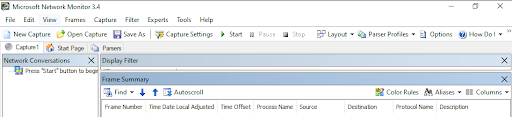 Microsoft Network Monitor 3.4
File Edit View Frames Capture Filter Experts Tools Help
New Capture Open Capture Save As Capture Settings Start Pause Stop Layout Parser Profiles Options How Do I
Capture1 Start Page Parsers
Network Conversations Display Filter
Press "Start" button to begin
Frame Summary
Find Autoscroll Color Rules Aliases Columns
Frame Number Time Date Local Adjusted Time Offset Process Name Source Destination Protocol Name Description